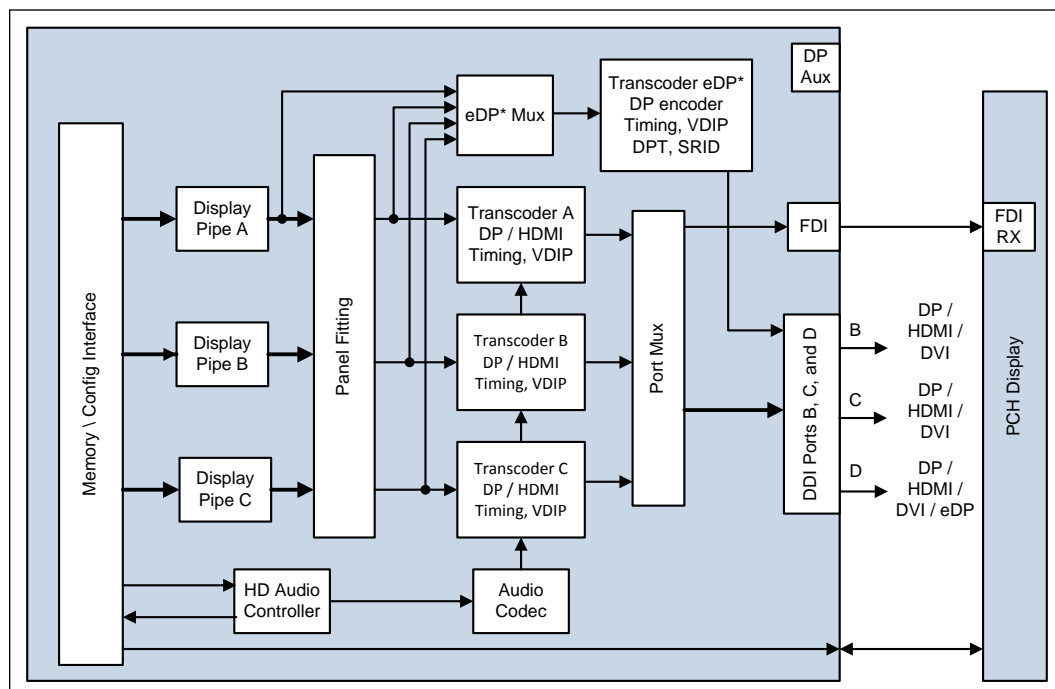 DP
Aux
Transcoder eDP*
DP encoder
Timing, VDIP
DPT, SRID
eDP* Mux
Memory \ Config Interface
Display
Pipe A
Display
Pipe B
Display
Pipe C
Panel Fitting
Transcoder A
DP / HDMI
Timing, VDIP
Transcoder B
DP / HDMI
Timing, VDIP
Transcoder C
DP / HDMI
Timing, VDIP
HD Audio
Controller
Audio
Codec
Port Mux
FDI
DDI Ports B, C, and D
B
DP /
HDMI /
DVI
C
DP /
HDMI /
DVI
D
DP /
HDMI /
DVI / eDP
FDI
RX
PCH Display